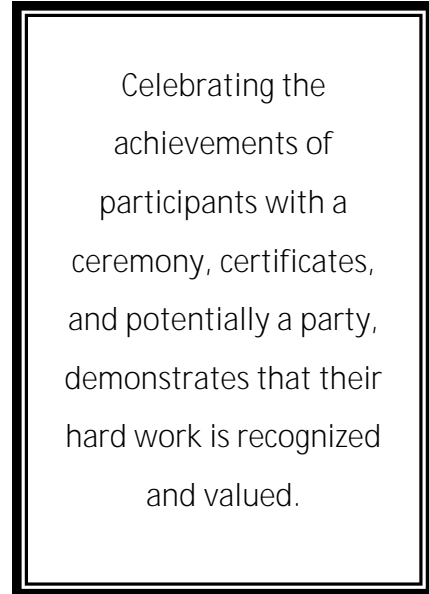 Celebrating the
achievements of
participants with a
ceremony, certificates,
and potentially a party,
demonstrates that their
hard work is recognized
and valued.